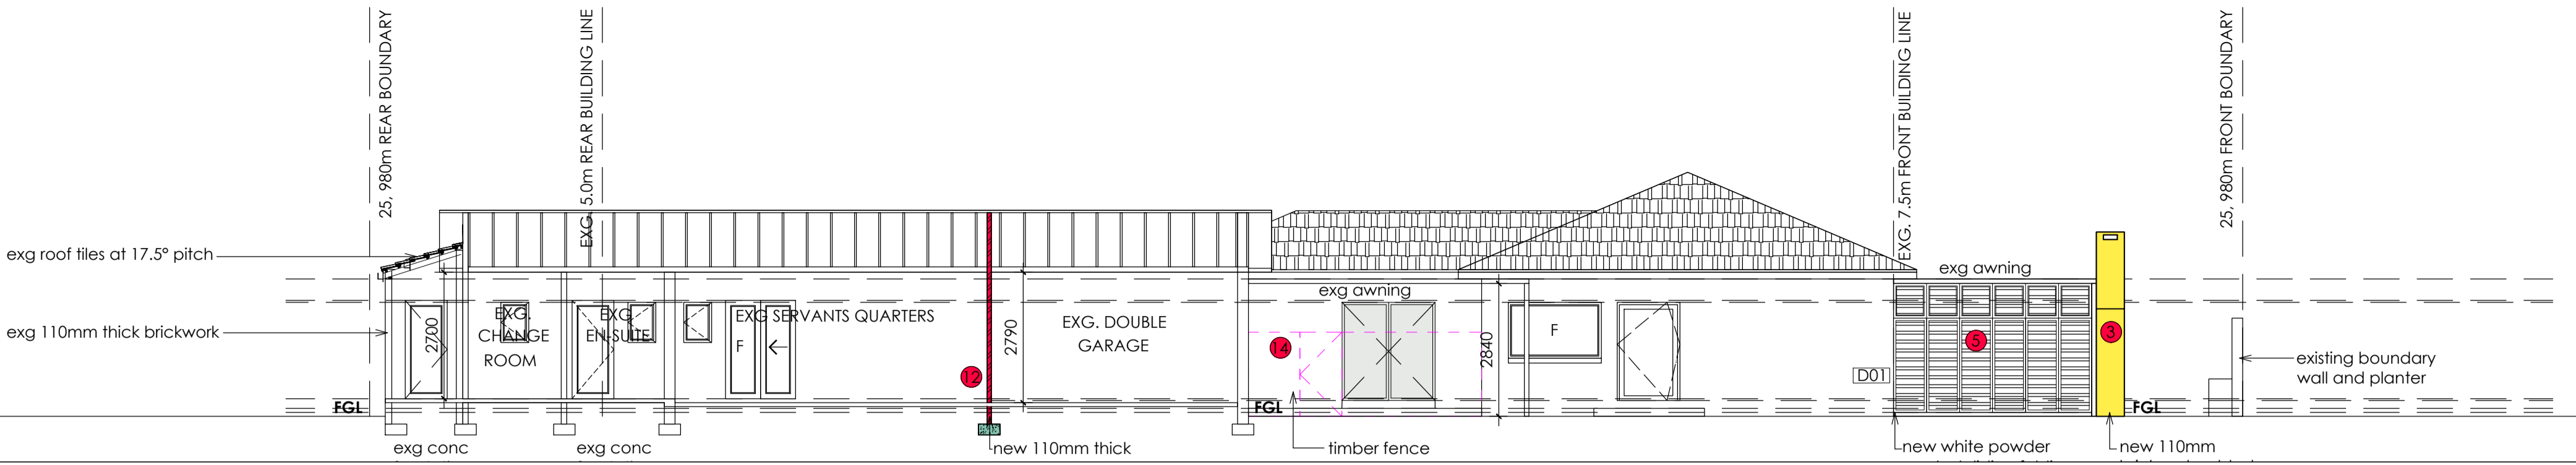 25, 980m REAR BOUNDARY
EXG. 5.0m REAR BUILDING LINE
EXG. 7.5m FRONT BUILDING LINE
25, 980m FRONT BOUNDARY
exg roof tiles at 17.5° pitch
exg awning
exg awning
exg 110mm thick brickwork
2700
EXG.
CHANGE
ROOM
EXG
EN-SUITE
EXG SERVANTS QUARTERS
F
2790
EXG. DOUBLE
GARAGE
12
14
2840
F
D01
5
3
existing boundary
wall and planter
FGL
FGL
FGL
exg conc
exg conc
new 110mm thick
timber fence
new white powder
new 110mm